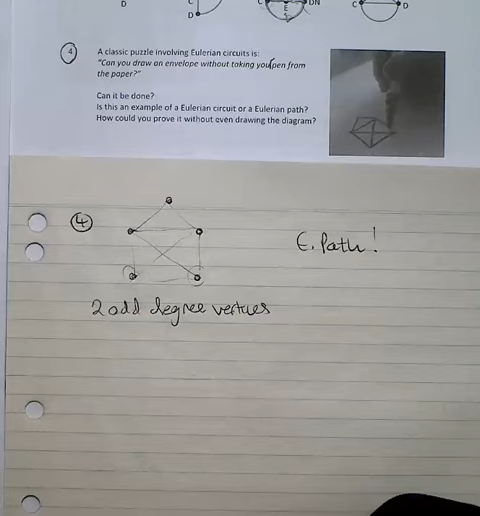 D
C
D
C
E
S
DN
C
D
4
A classic puzzle involving Eulerian circuits is:
"Can you draw an envelope without taking your pen from
the paper?"
Can it be done?
Is this an example of a Eulerian circuit or a Eulerian path?
How could you prove it without even drawing the diagram?
4
E. Path!
2 odd degree vertices